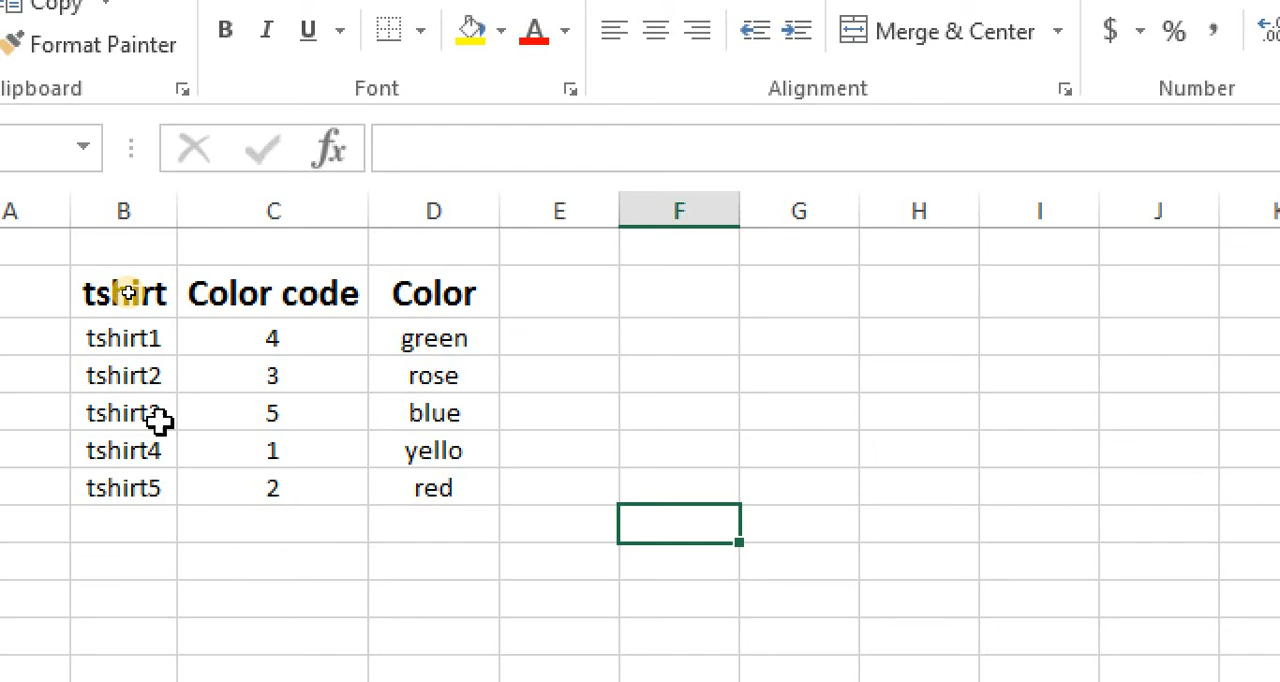 Copy
Format Painter
B I U A Merge & Center $ % , .00
Font Alignment Number
fx
A B C D E F G H I J
tshirt Color code Color
tshirt1 4 green
tshirt2 3 rose
5 blue
tshirt4 1 yello
tshirt5 2 red